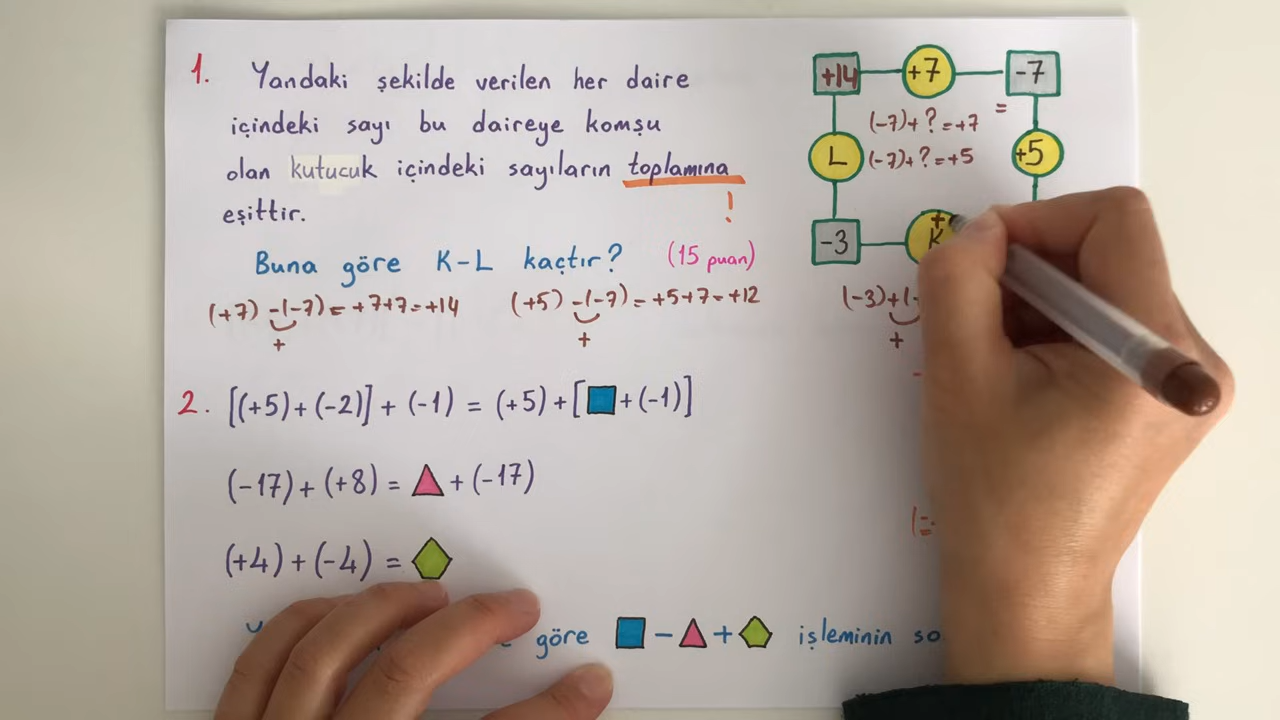 1. Yandaki şekilde verilen her daire
içindeki sayı bu daireye komşu
olan kutucuk içindeki sayıların toplamına
eşittir. !
Buna göre K-L kaçtır? (15 puan)
(+7) -(-7) = +7+7=+14 (+5) -(-7) = +5+7=+12
+ +
+14 +7 -7
(-7)+?=+7 =
L (-7)+?=+5 +5
-3 K +
(-3)+(-
+
2. [(+5)+(-2)] + (-1) = (+5)+[ +(-1)]
(-17)+(+8) = +(-17)
(+4)+(-4) =
göre - + işleminin